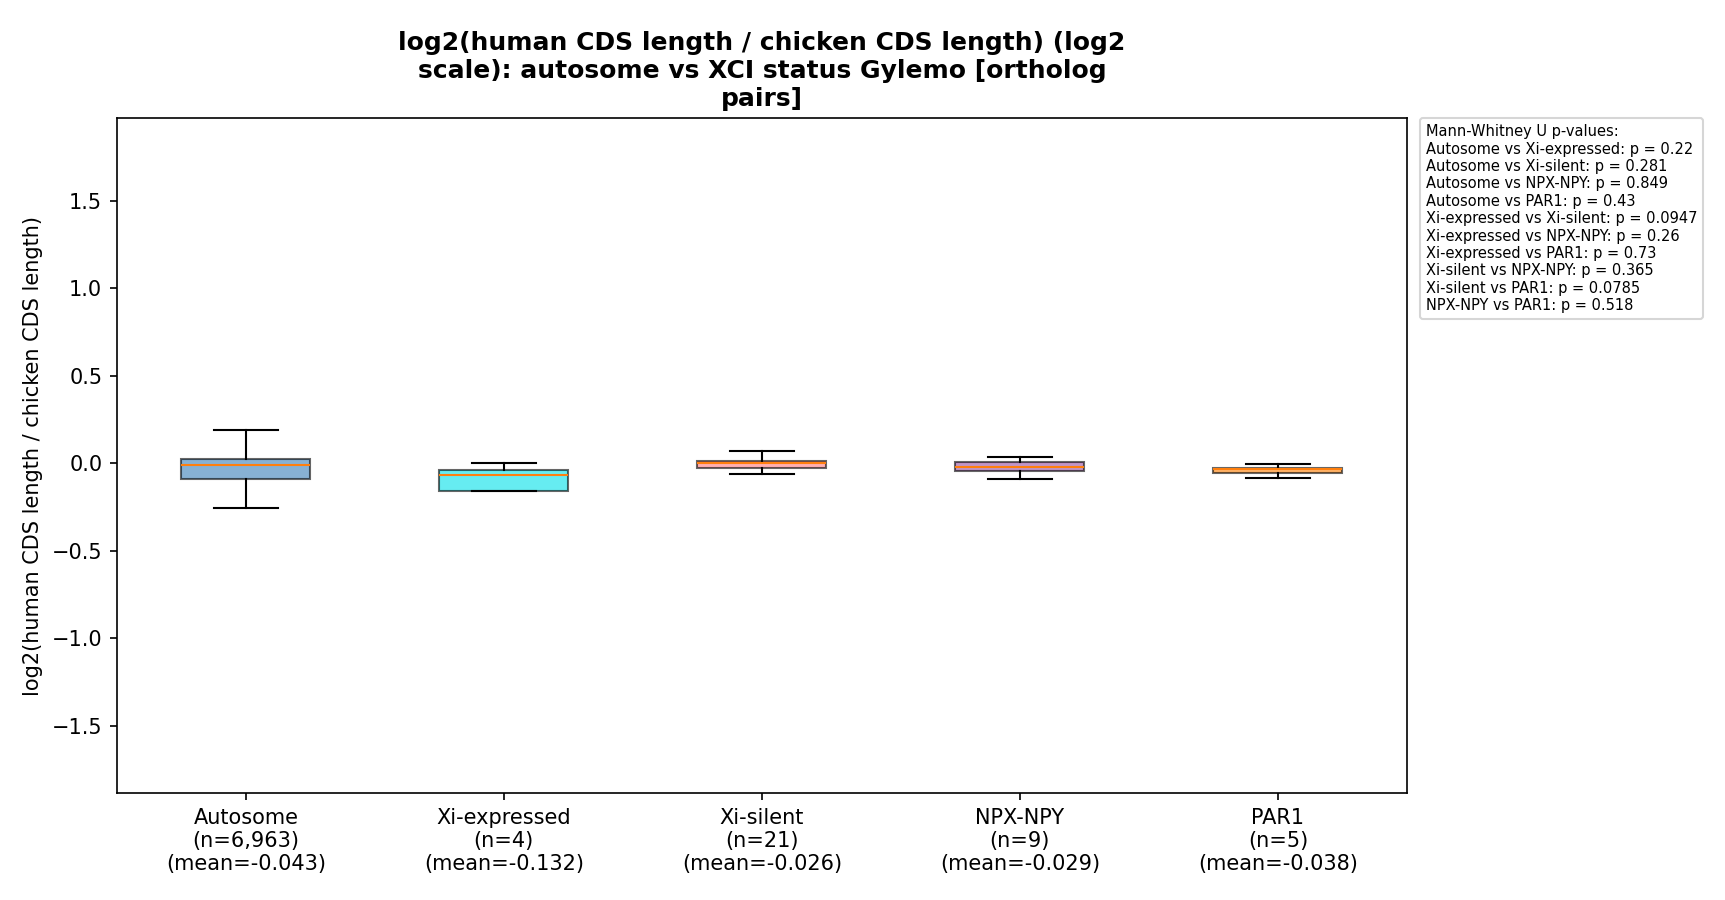 log2(human CDS length / chicken CDS length) (log2
scale): autosome vs XCI status Gylemo [ortholog
pairs]
log2(human CDS length / chicken CDS length)
1.5
1.0
0.5
0.0
−0.5
−1.0
−1.5
Autosome
(n=6,963)
(mean=-0.043)
Xi-expressed
(n=4)
(mean=-0.132)
Xi-silent
(n=21)
(mean=-0.026)
NPX-NPY
(n=9)
(mean=-0.029)
PAR1
(n=5)
(mean=-0.038)
Mann-Whitney U p-values:
Autosome vs Xi-expressed: p = 0.22
Autosome vs Xi-silent: p = 0.281
Autosome vs NPX-NPY: p = 0.849
Autosome vs PAR1: p = 0.43
Xi-expressed vs Xi-silent: p = 0.0947
Xi-expressed vs NPX-NPY: p = 0.26
Xi-expressed vs PAR1: p = 0.73
Xi-silent vs NPX-NPY: p = 0.365
Xi-silent vs PAR1: p = 0.0785
NPX-NPY vs PAR1: p = 0.518